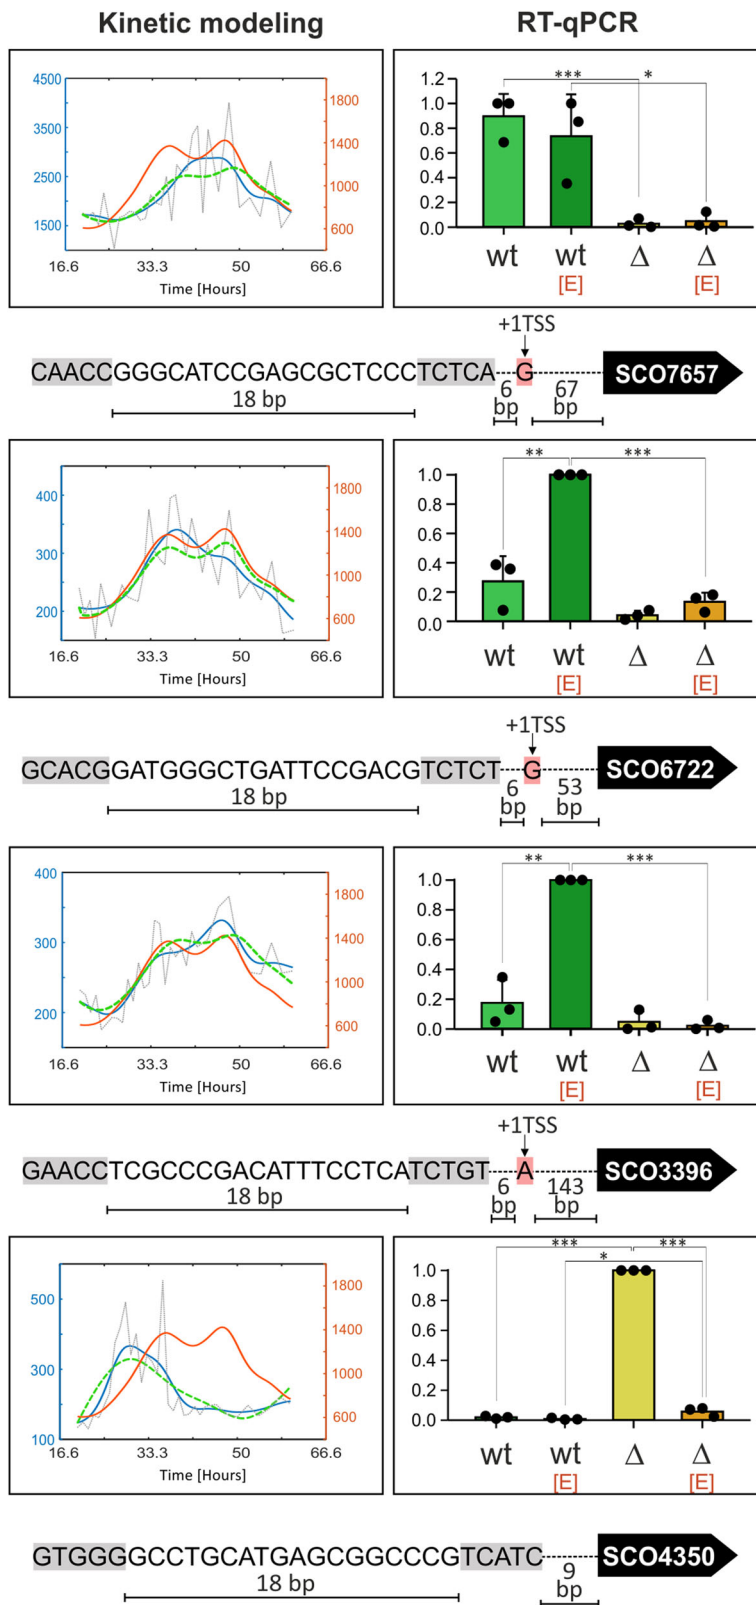 Kinetic modeling
RT-qPCR
4500
3500
2500
1500
1800
1400
1000
600
16.6
33.3
50
66.6
Time [Hours]
1.2
1.0
0.8
0.6
0.4
0.2
0.0
***
*
wt
wt
Δ
Δ
[E]
[E]
+1TSS
CAACCGGGCATCCGAGCGCTCCCTCTCA
G
SCO7657
18 bp
6
bp
67
bp
400
300
200
1800
1400
1000
600
16.6
33.3
50
66.6
Time [Hours]
1.0
0.8
0.6
0.4
0.2
0.0
**
***
wt
wt
Δ
Δ
[E]
[E]
+1TSS
GCACGGATGGGCTGATTCCGACGTCTCT
G
SCO6722
18 bp
6
bp
53
bp
400
300
200
1800
1400
1000
600
16.6
33.3
50
66.6
Time [Hours]
1.0
0.8
0.6
0.4
0.2
0.0
**
***
wt
wt
Δ
Δ
[E]
[E]
+1TSS
GAACCTCGCCCGACATTTCCTCATCTGT
A
SCO3396
18 bp
6
bp
143
bp
500
300
100
1800
1400
1000
600
16.6
33.3
50
66.6
Time [Hours]
1.0
0.8
0.6
0.4
0.2
0.0
***
***
*
wt
wt
Δ
Δ
[E]
[E]
GTGGGGCCTGCATGAGCGGCCCGTCATC
SCO4350
18 bp
9
bp